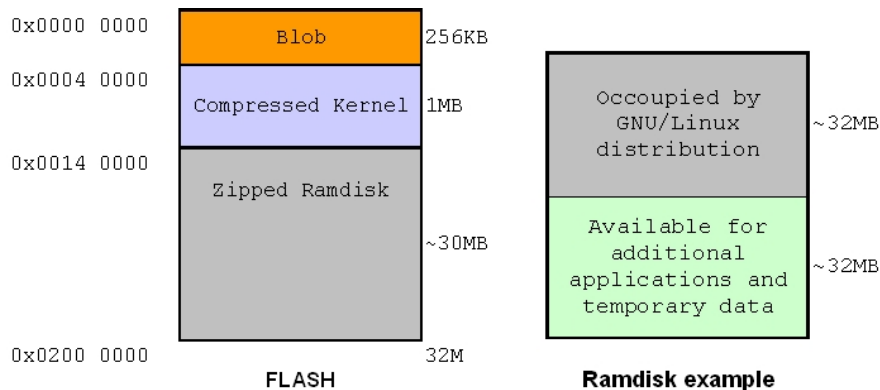 0x0000 0000
Blob
256KB
0x0004 0000
Compressed Kernel
1MB
0x0014 0000
Zipped Ramdisk
~30MB
0x0200 0000
32M
FLASH
Occoupied by
GNU/Linux
distribution
~32MB
Available for
additional
applications and
temporary data
~32MB
Ramdisk example